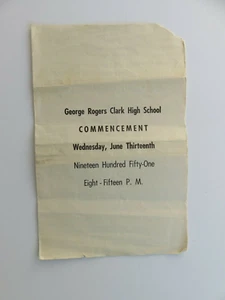 George Rogers Clark High School
COMMENCEMENT
Wednesday, June Thirteenth
Nineteen Hundred Fifty-One
Eight - Fifteen P. M.